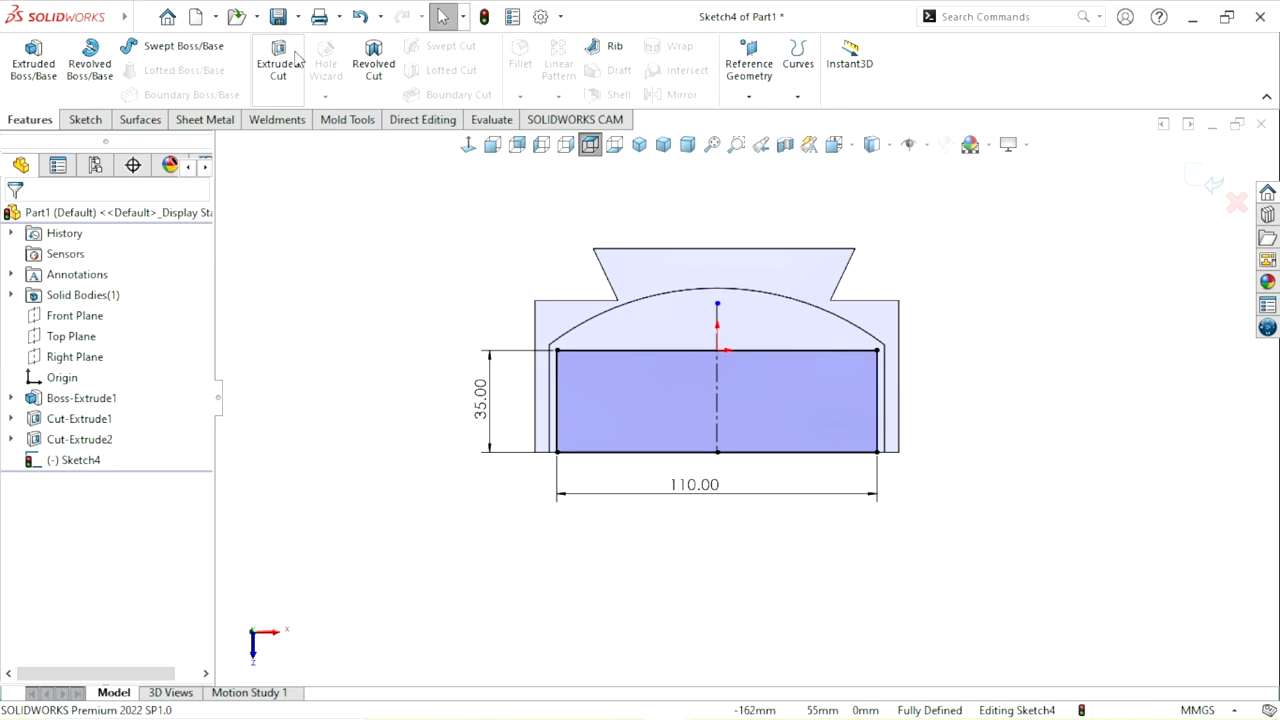 SOLIDWORKS
Sketch4 of Part1 *
Search Commands
Extruded Boss/Base
Revolved Boss/Base
Swept Boss/Base
Lofted Boss/Base
Boundary Boss/Base
Extruded Cut
Hole Wizard
Revolved Cut
Swept Cut
Lofted Cut
Boundary Cut
Fillet
Linear Pattern
Rib
Draft
Shell
Wrap
Intersect
Mirror
Reference Geometry
Curves
Instant3D
Features
Sketch
Surfaces
Sheet Metal
Weldments
Mold Tools
Direct Editing
Evaluate
SOLIDWORKS CAM
Part1 (Default) <<Default>_Display Sta
History
Sensors
Annotations
Solid Bodies(1)
Front Plane
Top Plane
Right Plane
Origin
Boss-Extrude1
Cut-Extrude1
Cut-Extrude2
(-) Sketch4
35.00
110.00
x
z
Model
3D Views
Motion Study 1
SOLIDWORKS Premium 2022 SP1.0
-162mm
55mm
0mm
Fully Defined
Editing Sketch4
MMGS